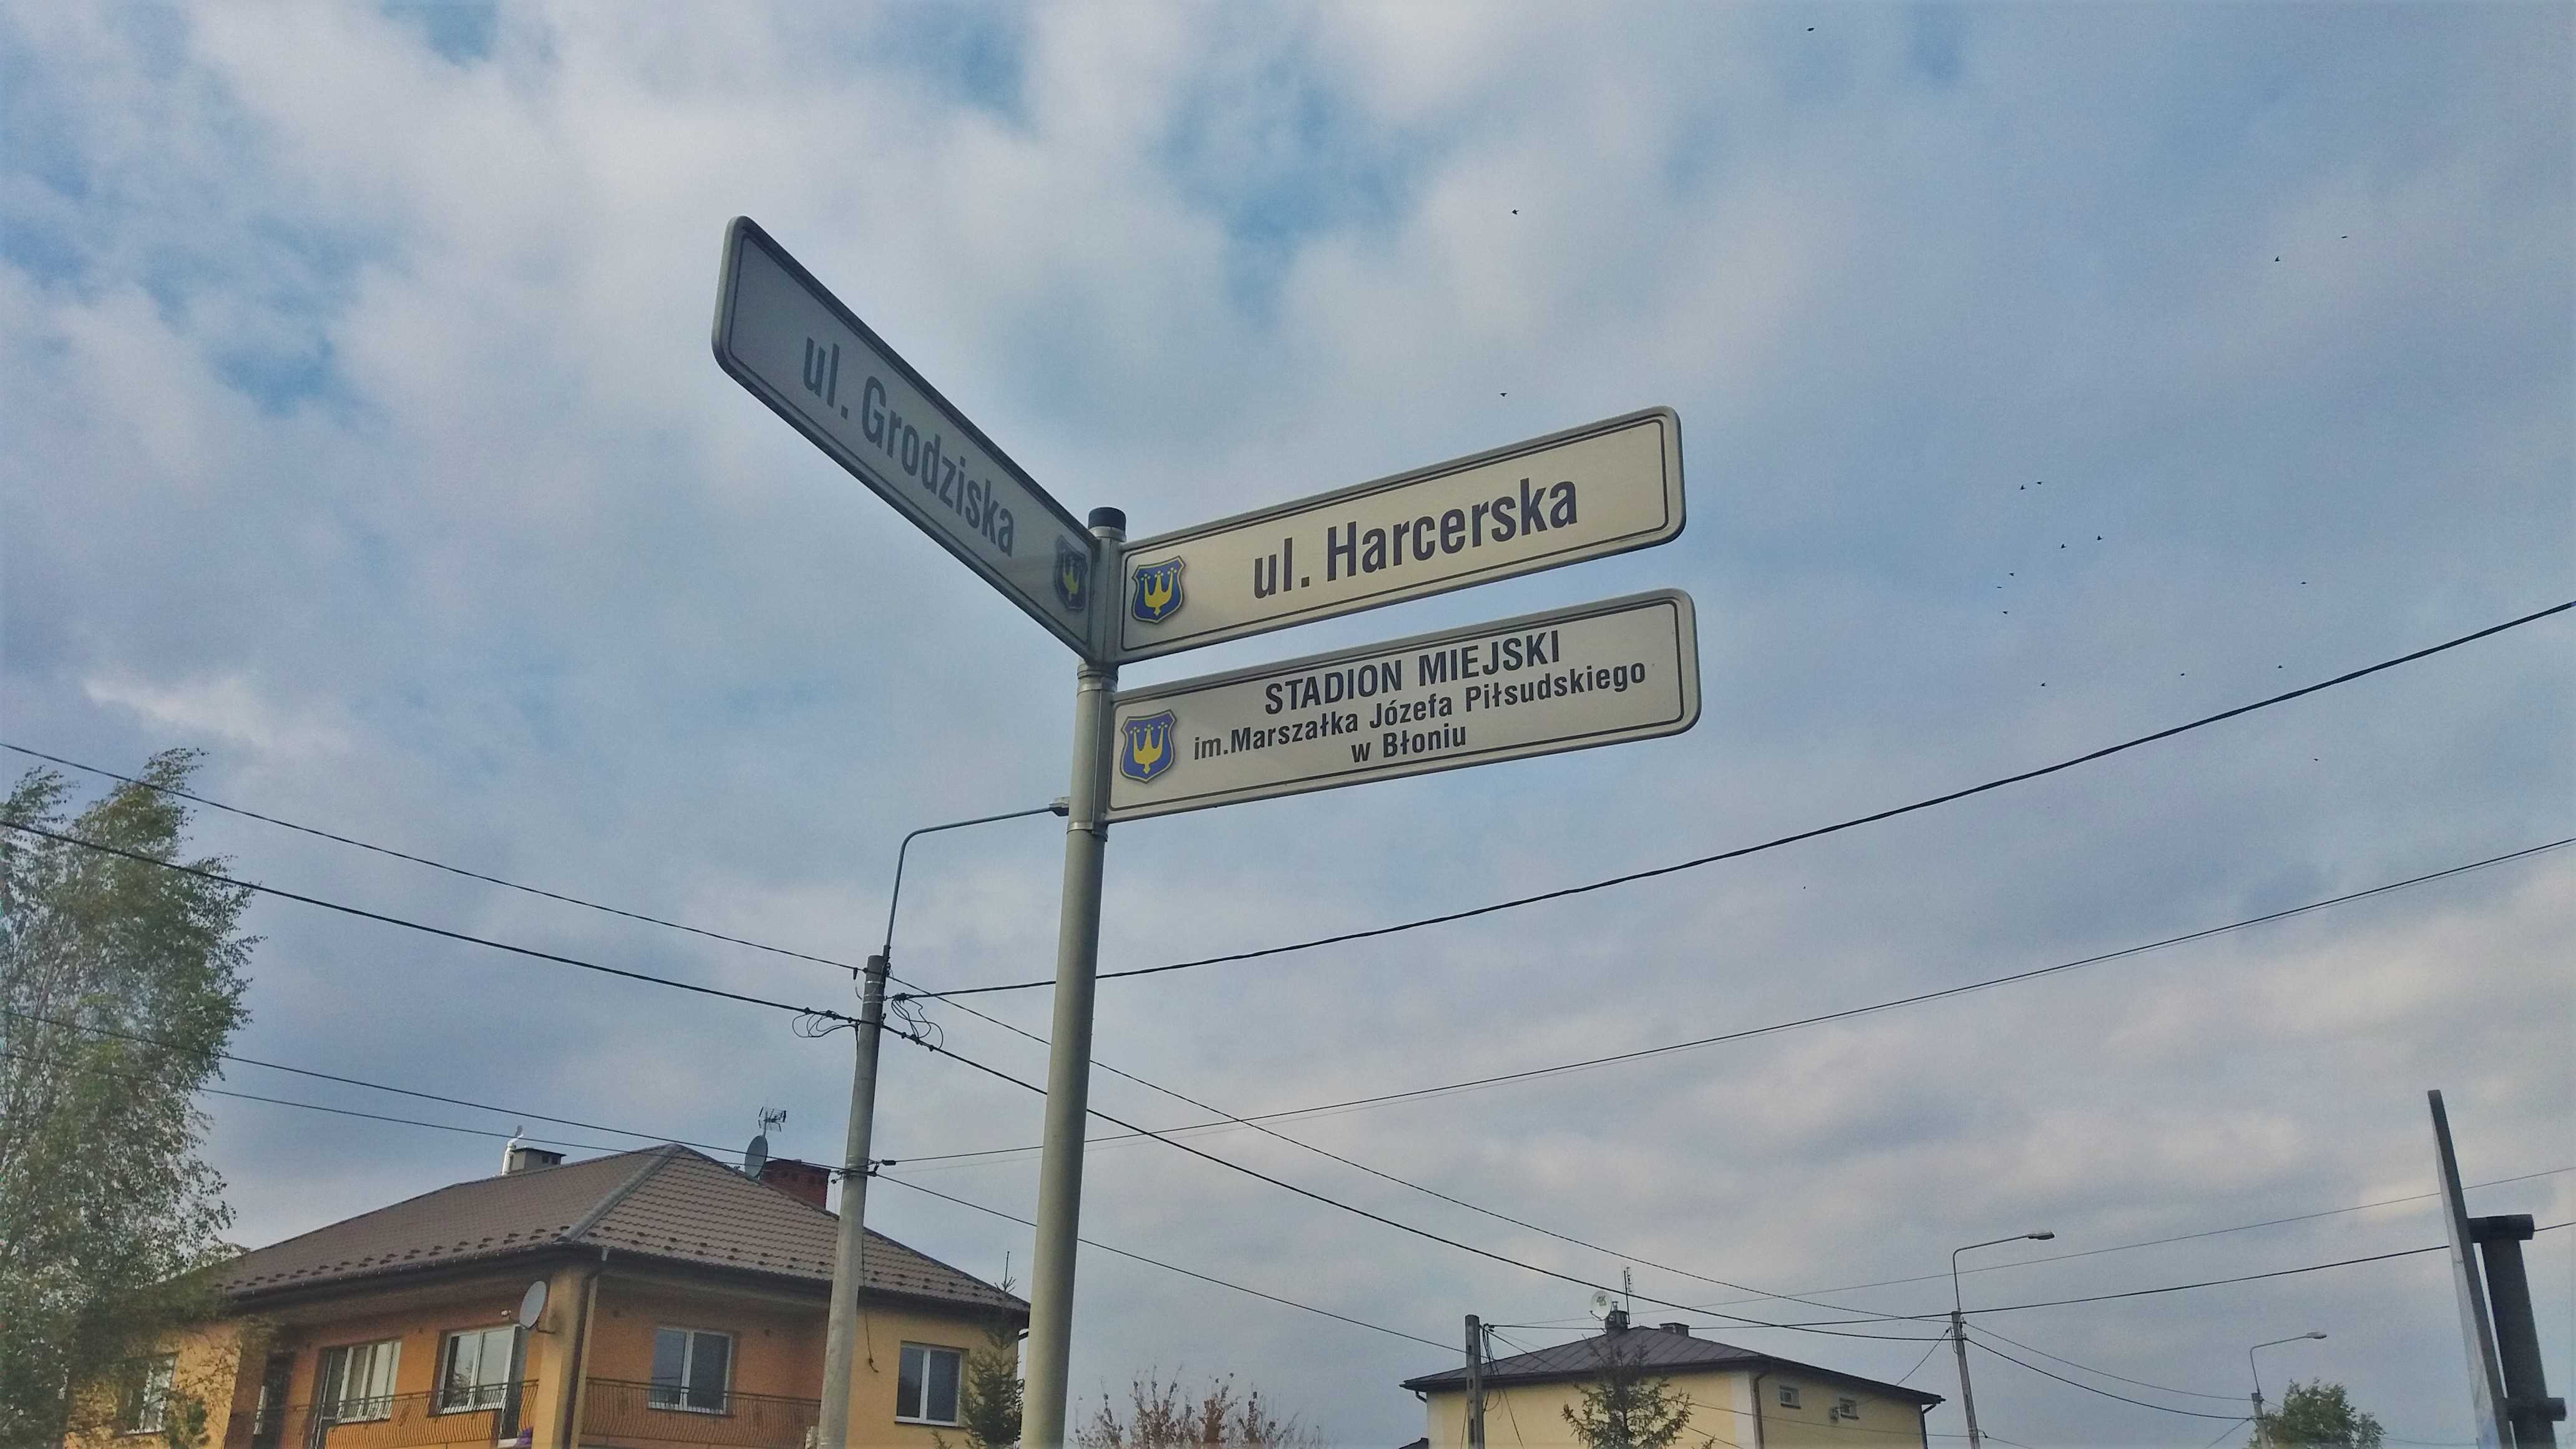 ul. Grodziska
ul. Harcerska
STADION MIEJSKI
im.Marszałka Józefa Piłsudskiego
w Błoniu